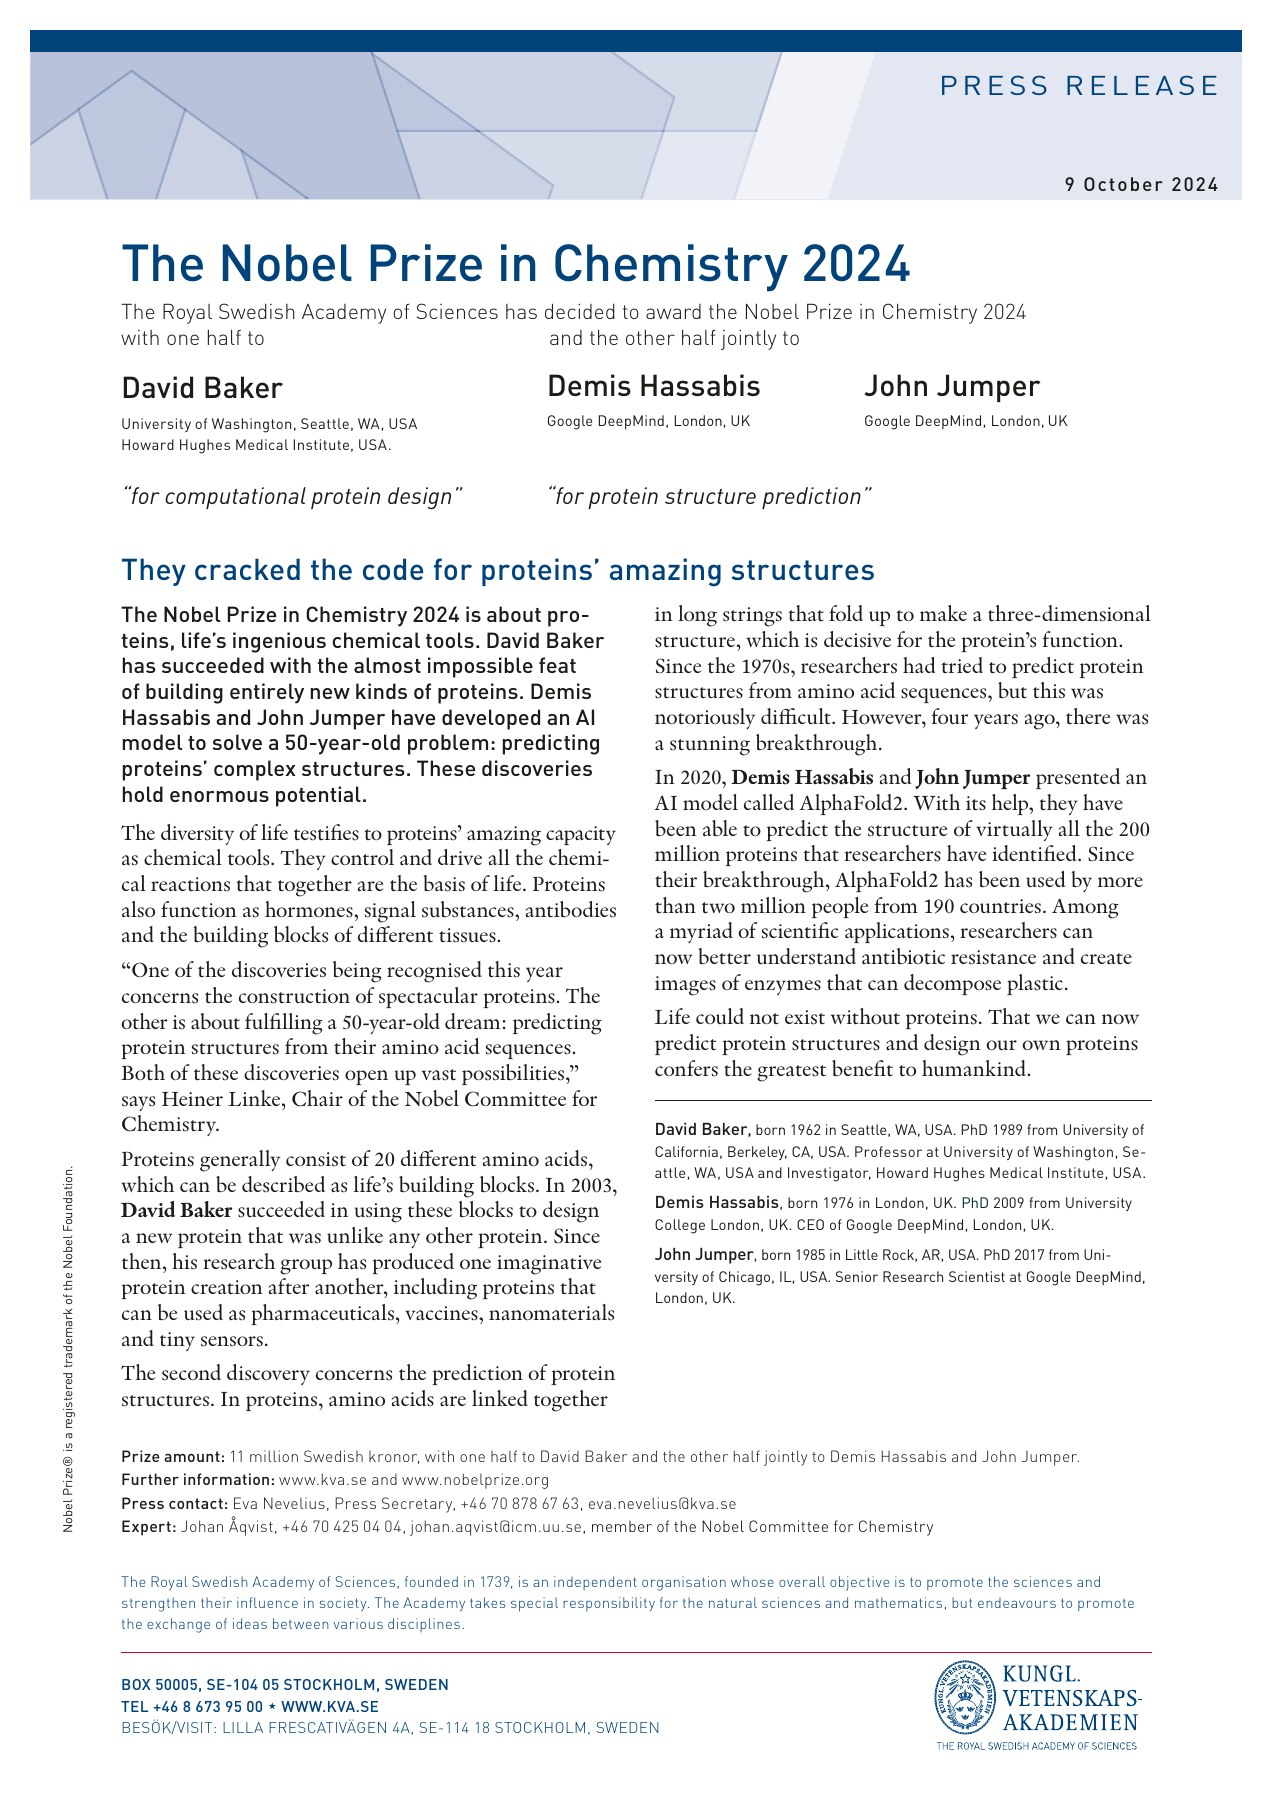 PRESS RELEASE
9 October 2024
The Nobel Prize in Chemistry 2024
The Royal Swedish Academy of Sciences has decided to award the Nobel Prize in Chemistry 2024
with one half to
and the other half jointly to
David Baker
University of Washington, Seattle, WA, USA
Howard Hughes Medical Institute, USA.
Demis Hassabis
Google DeepMind, London, UK
John Jumper
Google DeepMind, London, UK
“for computational protein design”
“for protein structure prediction”
They cracked the code for proteins’ amazing structures
The Nobel Prize in Chemistry 2024 is about pro-
teins, life’s ingenious chemical tools. David Baker
has succeeded with the almost impossible feat
of building entirely new kinds of proteins. Demis
Hassabis and John Jumper have developed an AI
model to solve a 50-year-old problem: predicting
proteins’ complex structures. These discoveries
hold enormous potential.
The diversity of life testifies to proteins’ amazing capacity
as chemical tools. They control and drive all the chemi-
cal reactions that together are the basis of life. Proteins
also function as hormones, signal substances, antibodies
and the building blocks of different tissues.
“One of the discoveries being recognised this year
concerns the construction of spectacular proteins. The
other is about fulfilling a 50-year-old dream: predicting
protein structures from their amino acid sequences.
Both of these discoveries open up vast possibilities,”
says Heiner Linke, Chair of the Nobel Committee for
Chemistry.
Proteins generally consist of 20 different amino acids,
which can be described as life’s building blocks. In 2003,
David Baker succeeded in using these blocks to design
a new protein that was unlike any other protein. Since
then, his research group has produced one imaginative
protein creation after another, including proteins that
can be used as pharmaceuticals, vaccines, nanomaterials
and tiny sensors.
The second discovery concerns the prediction of protein
structures. In proteins, amino acids are linked together
in long strings that fold up to make a three-dimensional
structure, which is decisive for the protein’s function.
Since the 1970s, researchers had tried to predict protein
structures from amino acid sequences, but this was
notoriously difficult. However, four years ago, there was
a stunning breakthrough.
In 2020, Demis Hassabis and John Jumper presented an
AI model called AlphaFold2. With its help, they have
been able to predict the structure of virtually all the 200
million proteins that researchers have identified. Since
their breakthrough, AlphaFold2 has been used by more
than two million people from 190 countries. Among
a myriad of scientific applications, researchers can
now better understand antibiotic resistance and create
images of enzymes that can decompose plastic.
Life could not exist without proteins. That we can now
predict protein structures and design our own proteins
confers the greatest benefit to humankind.
David Baker, born 1962 in Seattle, WA, USA. PhD 1989 from University of
California, Berkeley, CA, USA. Professor at University of Washington, Se-
attle, WA, USA and Investigator, Howard Hughes Medical Institute, USA.
Demis Hassabis, born 1976 in London, UK. PhD 2009 from University
College London, UK. CEO of Google DeepMind, London, UK.
John Jumper, born 1985 in Little Rock, AR, USA. PhD 2017 from Uni-
versity of Chicago, IL, USA. Senior Research Scientist at Google DeepMind,
London, UK.
Nobel Prize® is a registered trademark of the Nobel Foundation.
Prize amount: 11 million Swedish kronor, with one half to David Baker and the other half jointly to Demis Hassabis and John Jumper.
Further information: www.kva.se and www.nobelprize.org
Press contact: Eva Nevelius, Press Secretary, +46 70 878 67 63, eva.nevelius@kva.se
Expert: Johan Åqvist, +46 70 425 04 04, johan.aqvist@icm.uu.se, member of the Nobel Committee for Chemistry
The Royal Swedish Academy of Sciences, founded in 1739, is an independent organisation whose overall objective is to promote the sciences and
strengthen their influence in society. The Academy takes special responsibility for the natural sciences and mathematics, but endeavours to promote
the exchange of ideas between various disciplines.
BOX 50005, SE-104 05 STOCKHOLM, SWEDEN
TEL +46 8 673 95 00 ★ WWW.KVA.SE
BESÖK/VISIT: LILLA FRESCATIVÄGEN 4A, SE-114 18 STOCKHOLM, SWEDEN
KUNGL. VETENSKAPSAKADEMIEN
KUNGL.
VETENSKAPS-
AKADEMIEN
THE ROYAL SWEDISH ACADEMY OF SCIENCES